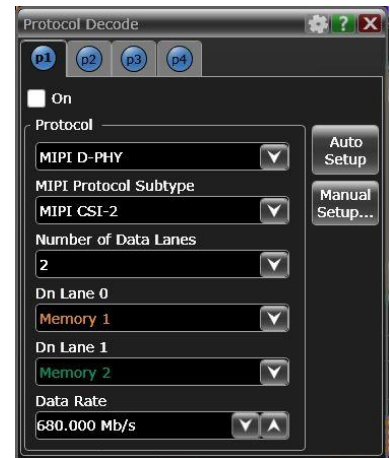 Protocol Decode
?
X
p1
p2
p3
p4
On
Protocol
MIPI D-PHY
Auto
Setup
MIPI Protocol Subtype
MIPI CSI-2
Manual
Setup...
Number of Data Lanes
2
Dn Lane 0
Memory 1
Dn Lane 1
Memory 2
Data Rate
680.000 Mb/s